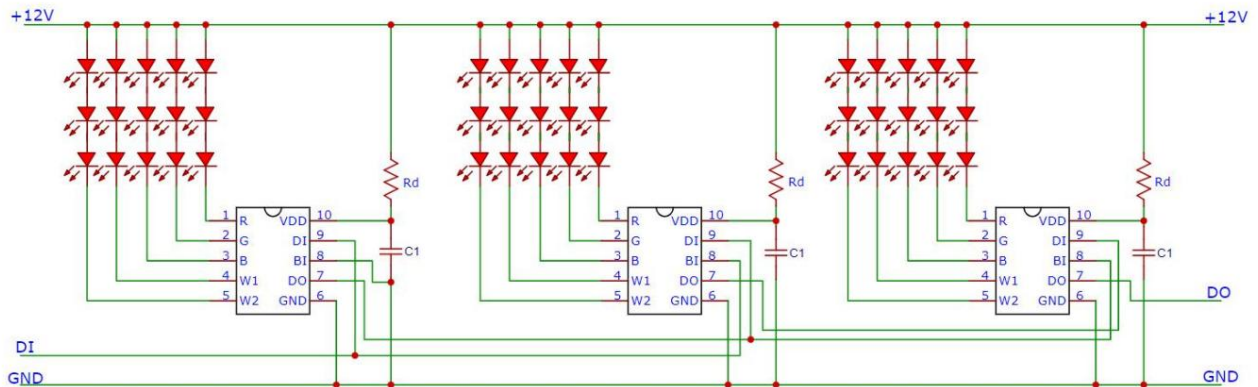 +12V +12V
Rd Rd Rd
1 R VDD 10 1 R VDD 10 1 R VDD 10
2 G DI 9 2 G DI 9 2 G DI 9
C1 C1 C1
3 B BI 8 3 B BI 8 3 B BI 8
4 W1 DO 7 4 W1 DO 7 4 W1 DO 7
5 W2 GND 6 5 W2 GND 6 5 W2 GND 6
DO
DI
GND GND